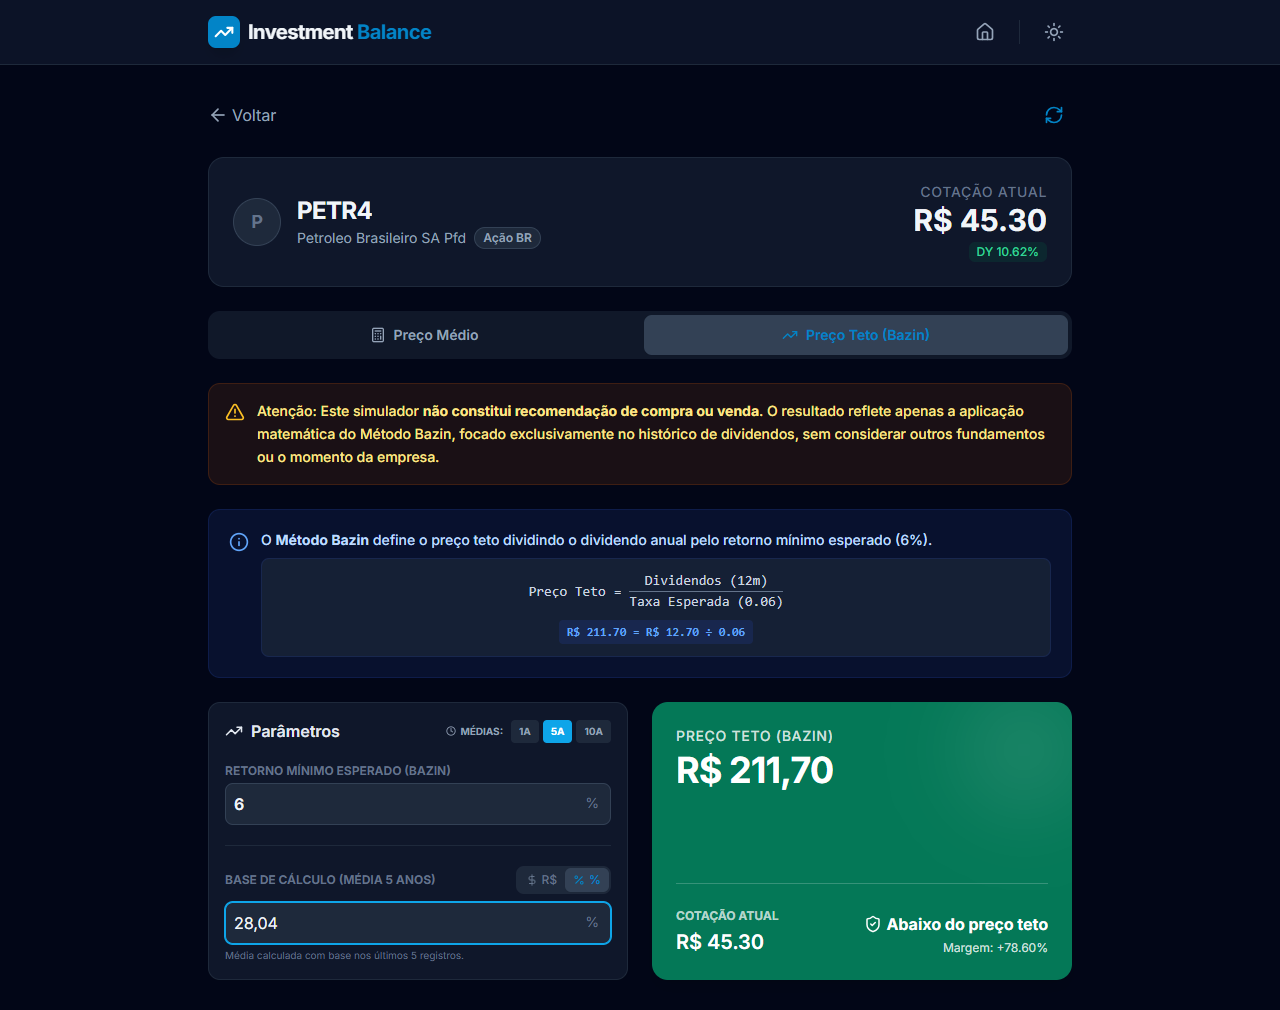 Investment Balance
Voltar
P
PETR4
Petroleo Brasileiro SA Pfd Ação BR
COTAÇÃO ATUAL
R$ 45.30
DY 10.62%
Preço Médio
Preço Teto (Bazin)
Atenção: Este simulador não constitui recomendação de compra ou venda. O resultado reflete apenas a aplicação
matemática do Método Bazin, focado exclusivamente no histórico de dividendos, sem considerar outros fundamentos
ou o momento da empresa.
O Método Bazin define o preço teto dividindo o dividendo anual pelo retorno mínimo esperado (6%).
Preço Teto = Dividendos (12m)
Taxa Esperada (0.06)
R$ 211.70 = R$ 12.70 ÷ 0.06
Parâmetros
MÉDIAS: 1A 5A 10A
RETORNO MÍNIMO ESPERADO (BAZIN)
6 %
BASE DE CÁLCULO (MÉDIA 5 ANOS)
$ R$ % %
28,04 %
Média calculada com base nos últimos 5 registros.
PREÇO TETO (BAZIN)
R$ 211,70
COTAÇÃO ATUAL
R$ 45.30
Abaixo do preço teto
Margem: +78.60%